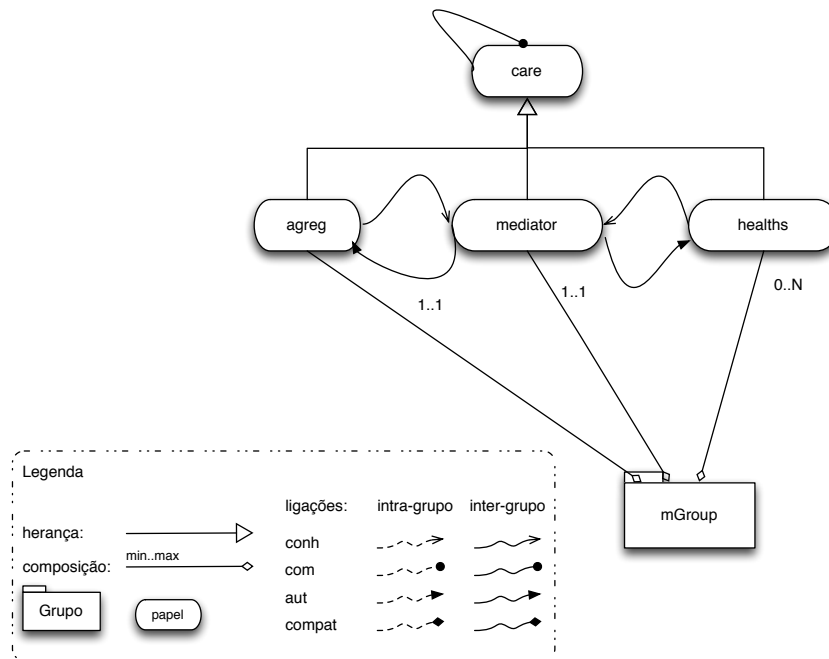 care
agreg
mediator
healths
1..1
1..1
0..N
mGroup
Legenda
ligações: intra-grupo inter-grupo
herança:
conh
composição: min..max
com
aut
compat
Grupo
papel